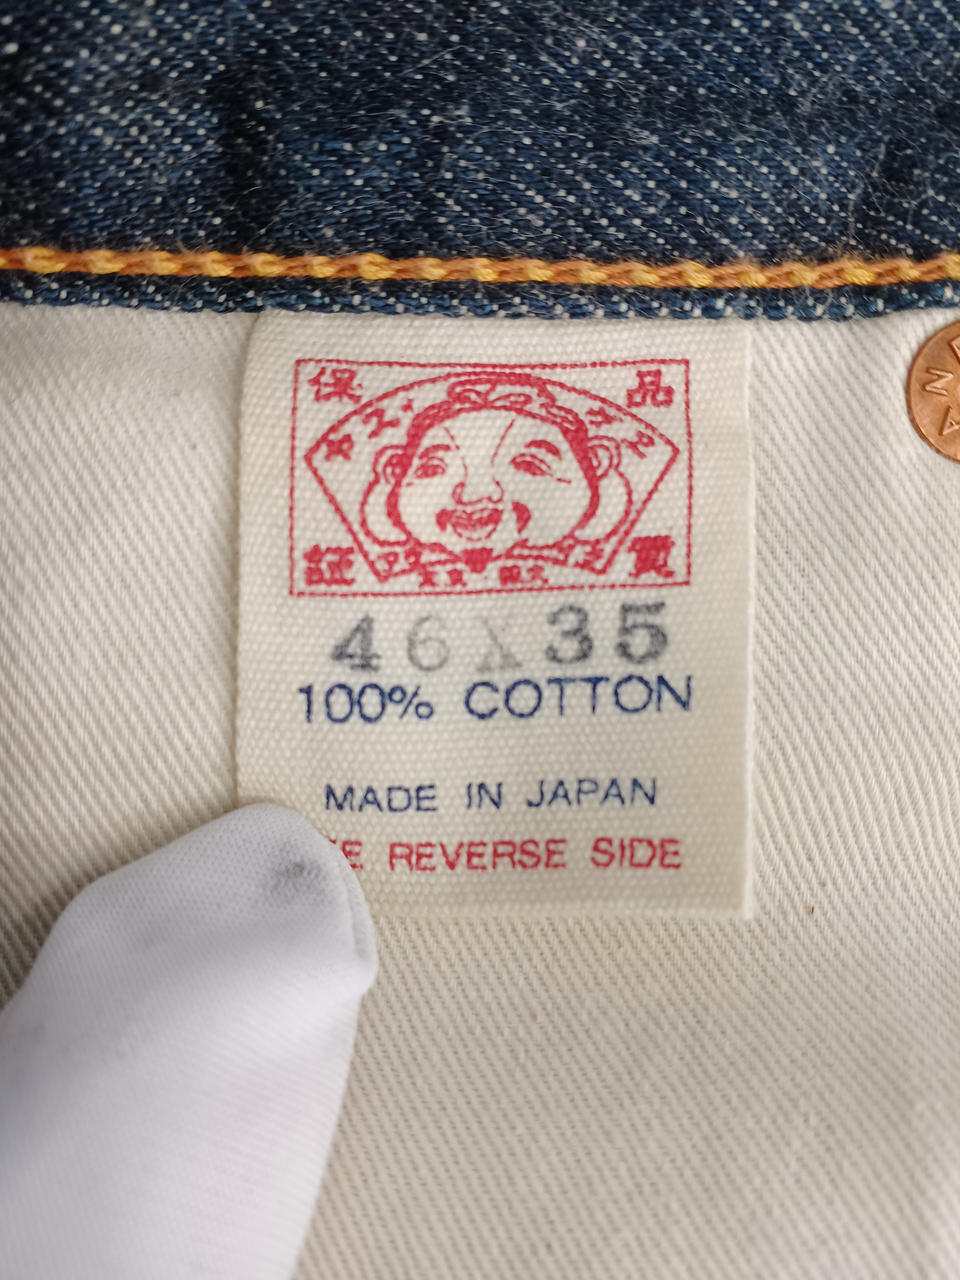 保 品
証 質
46X35
100% COTTON
MADE IN JAPAN
REVERSE SIDE